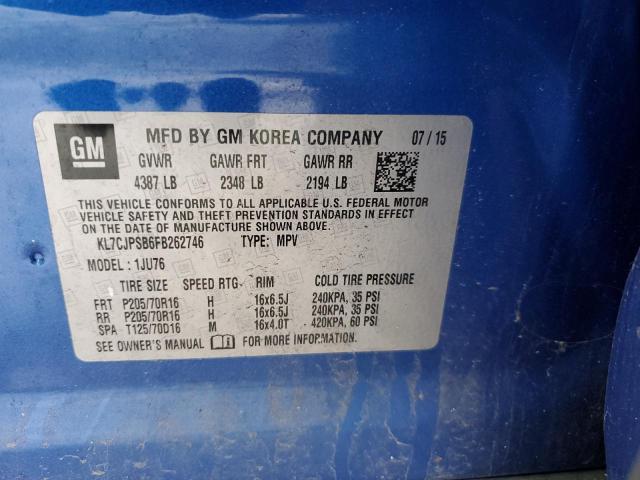 GM MFD BY GM KOREA COMPANY 07/15
GVWR GAWR FRT GAWR RR
4387 LB 2348 LB 2194 LB
THIS VEHICLE CONFORMS TO ALL APPLICABLE U.S. FEDERAL MOTOR
VEHICLE SAFETY AND THEFT PREVENTION STANDARDS IN EFFECT
ON THE DATE OF MANUFACTURE SHOWN ABOVE.
KL7CJPSB6FB262746 TYPE: MPV
MODEL : 1JU76
TIRE SIZE SPEED RTG RIM COLD TIRE PRESSURE
FRT P205/70R16 H 16x6.5J 240KPA, 35 PSI
RR P205/70R16 H 16x6.5J 240KPA, 35 PSI
SPA T125/70D16 M 16x4.0T 420KPA, 60 PSI
SEE OWNER'S MANUAL FOR MORE INFORMATION